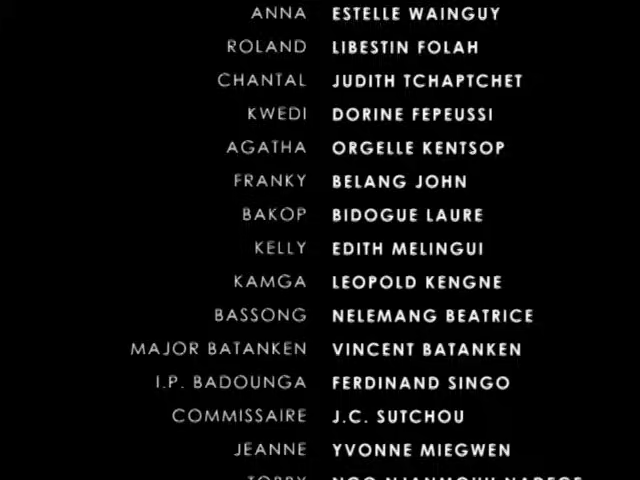 ANNA ESTELLE WAINGUY
ROLAND LIBESTIN FOLAH
CHANTAL JUDITH TCHAPTCHET
KWEDI DORINE FEPEUSSI
AGATHA ORGELLE KENTSOP
FRANKY BELANG JOHN
BAKOP BIDOGUE LAURE
KELLY EDITH MELINGUI
KAMGA LEOPOLD KENGNE
BASSONG NELEMANG BEATRICE
MAJOR BATANKEN VINCENT BATANKEN
I.P. BADOUNGA FERDINAND SINGO
COMMISSAIRE J.C. SUTCHOU
JEANNE YVONNE MIEGWEN